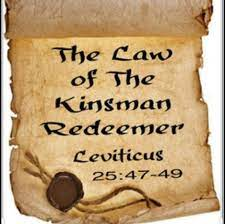 The Law
of The
Kinsman
Redeemer
Leviticus
25:47-49